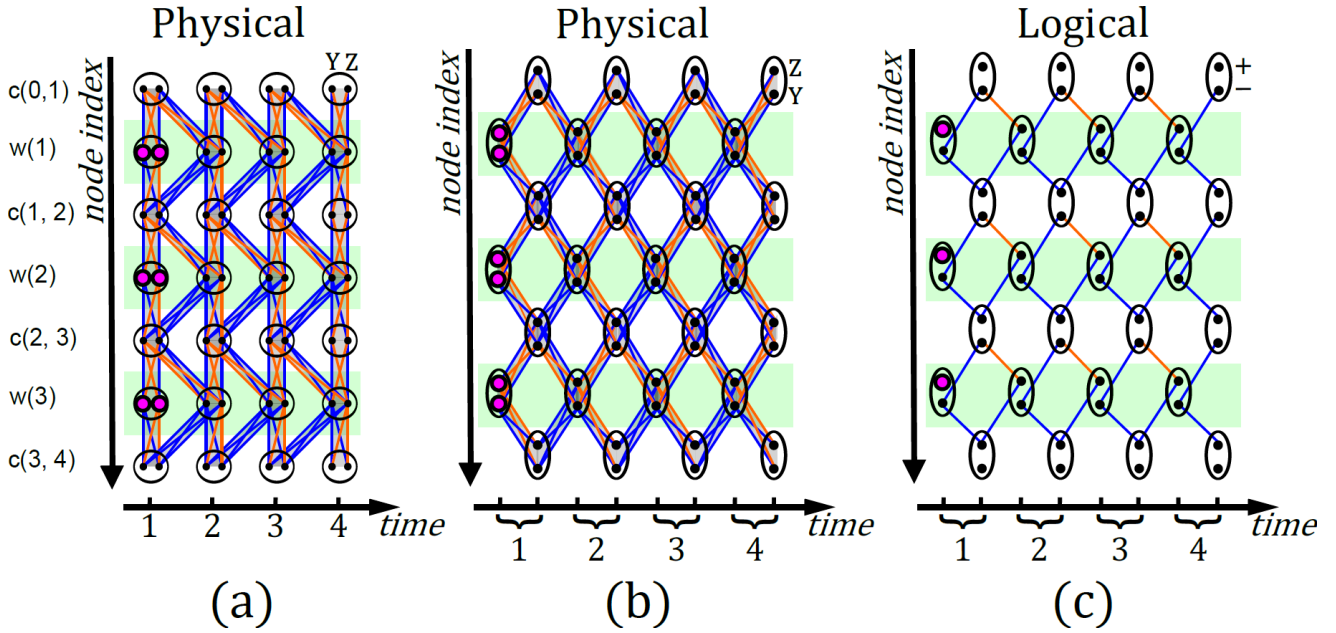 Physical
Y Z
node index
c(0,1)
w(1)
c(1, 2)
w(2)
c(2, 3)
w(3)
c(3, 4)
1 2 3 4
time
(a)
Physical
Z
Y
node index
1 2 3 4
time
(b)
Logical
+
−
node index
1 2 3 4
time
(c)